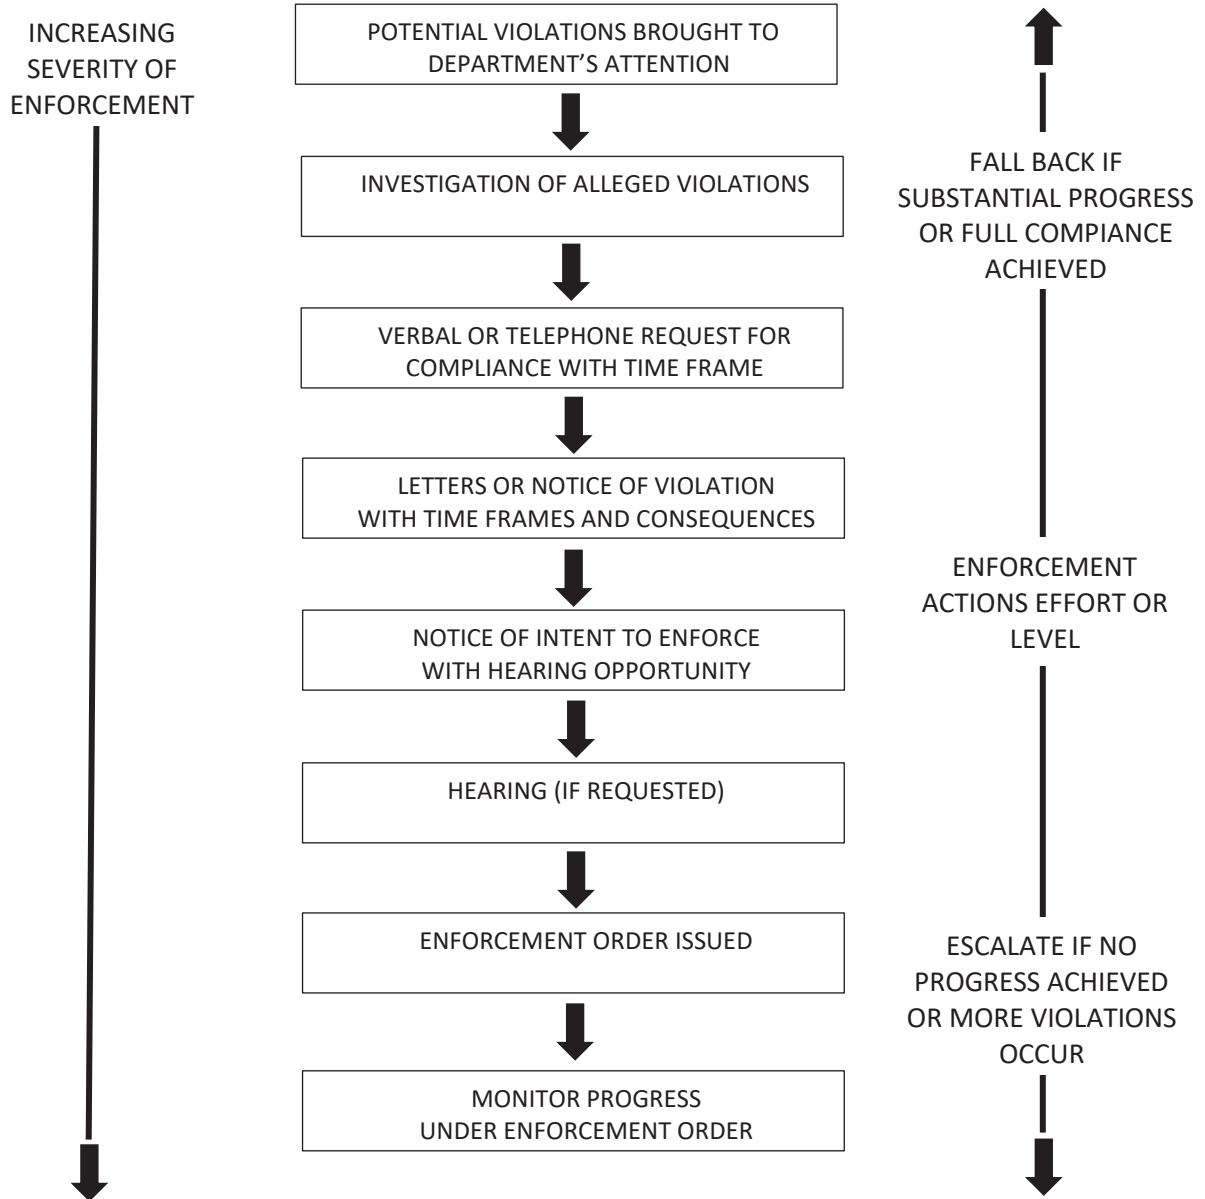 INCREASING
SEVERITY OF
ENFORCEMENT
POTENTIAL VIOLATIONS BROUGHT TO
DEPARTMENT’S ATTENTION
INVESTIGATION OF ALLEGED VIOLATIONS
VERBAL OR TELEPHONE REQUEST FOR
COMPLIANCE WITH TIME FRAME
LETTERS OR NOTICE OF VIOLATION
WITH TIME FRAMES AND CONSEQUENCES
NOTICE OF INTENT TO ENFORCE
WITH HEARING OPPORTUNITY
HEARING (IF REQUESTED)
ENFORCEMENT ORDER ISSUED
MONITOR PROGRESS
UNDER ENFORCEMENT ORDER
FALL BACK IF
SUBSTANTIAL PROGRESS
OR FULL COMPIANCE
ACHIEVED
ENFORCEMENT
ACTIONS EFFORT OR
LEVEL
ESCALATE IF NO
PROGRESS ACHIEVED
OR MORE VIOLATIONS
OCCUR